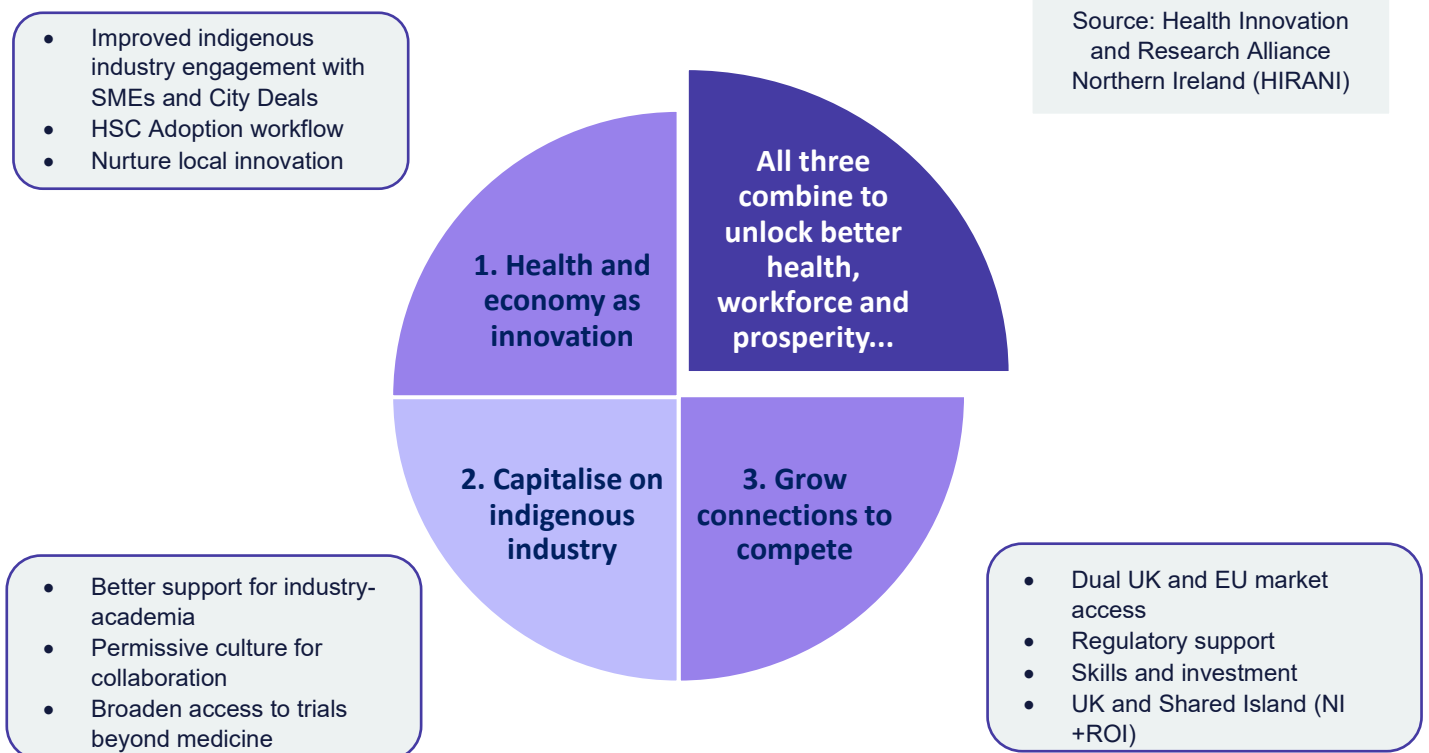 • Improved indigenous
industry engagement with
SMEs and City Deals
• HSC Adoption workflow
• Nurture local innovation
Source: Health Innovation
and Research Alliance
Northern Ireland (HIRANI)
All three
combine to
unlock better
health,
workforce and
prosperity...
1. Health and
economy as
innovation
2. Capitalise on
indigenous
industry
3. Grow
connections to
compete
• Better support for industry-
academia
• Permissive culture for
collaboration
• Broaden access to trials
beyond medicine
• Dual UK and EU market
access
• Regulatory support
• Skills and investment
• UK and Shared Island (NI
+ROI)